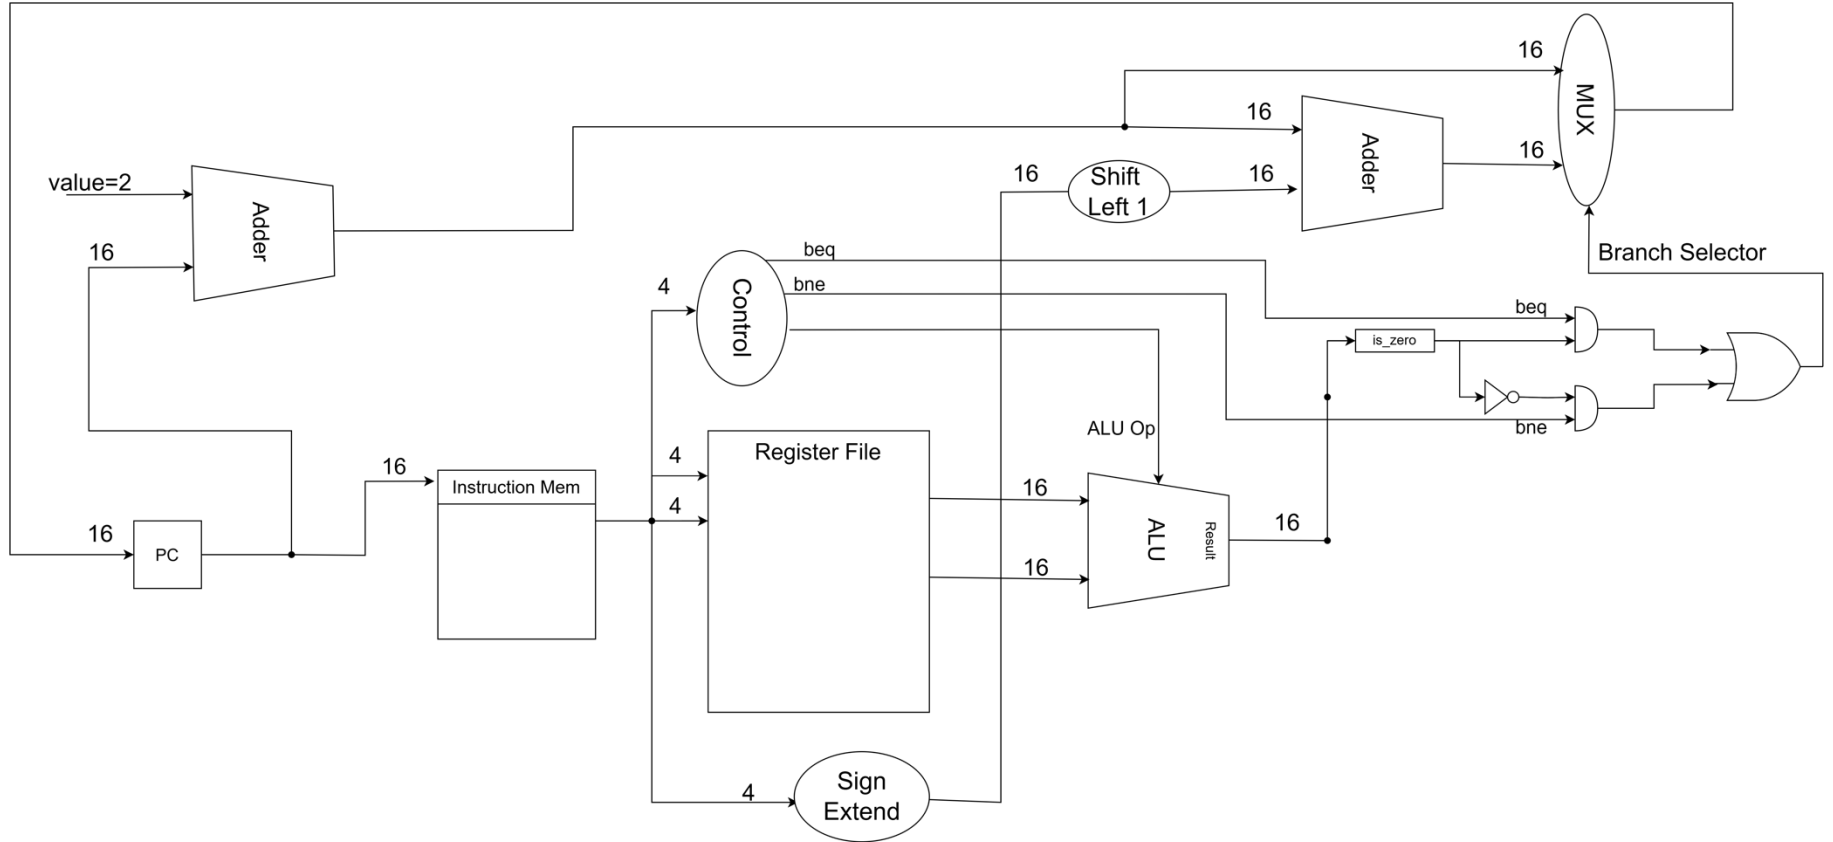 16
MUX
16
16
Adder
16
16
Shift
Left 1
16
value=2
Adder
16
Branch Selector
beq
bne
4
Control
beq
is_zero
bne
ALU Op
4
Register File
4
16
Instruction Mem
16
16
ALU
Result
16
16
PC
16
4
Sign
Extend